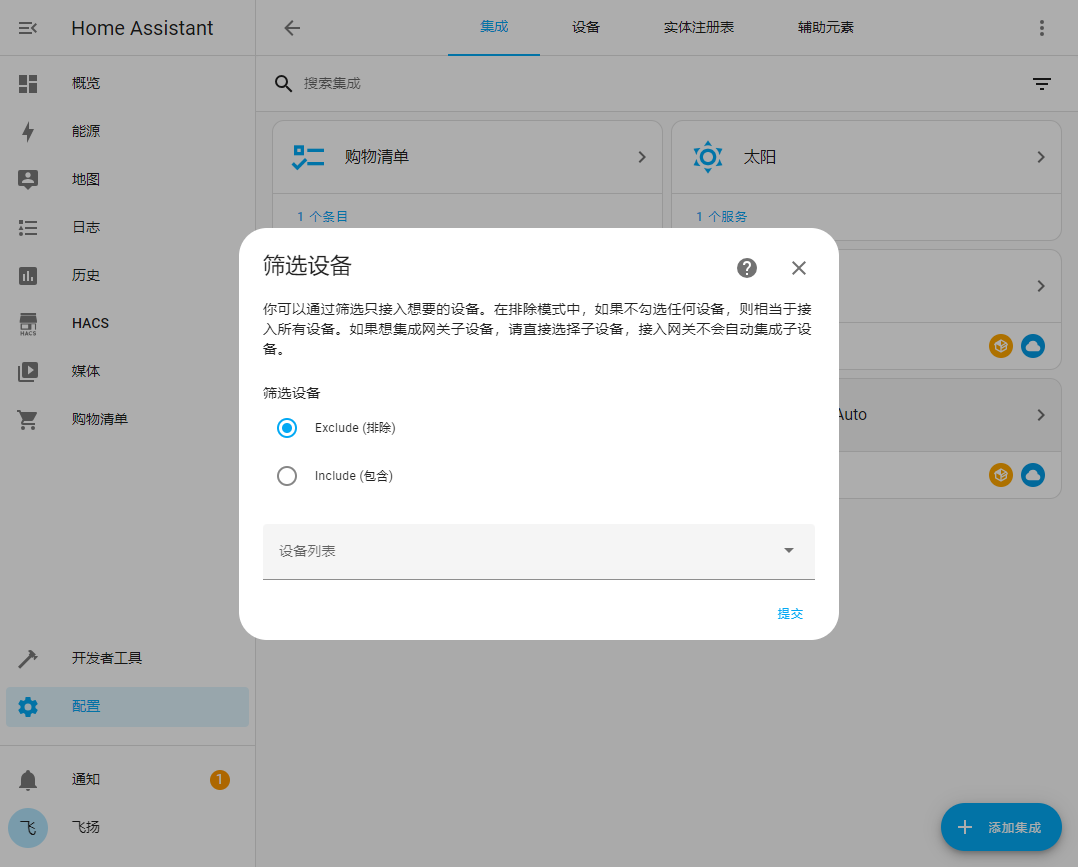 Home Assistant
集成
设备
实体注册表
辅助元素
搜索集成
概览
能源
地图
日志
历史
HACS
HACS
媒体
购物清单
开发者工具
配置
通知
1
飞
飞扬
购物清单
1 个条目
太阳
1 个服务
Auto
筛选设备
你可以通过筛选只接入想要的设备。在排除模式中，如果不勾选任何设备，则相当于接
入所有设备。如果想集成网关子设备，请直接选择子设备，接入网关不会自动集成子设
备。
筛选设备
Exclude (排除)
Include (包含)
设备列表
提交
添加集成